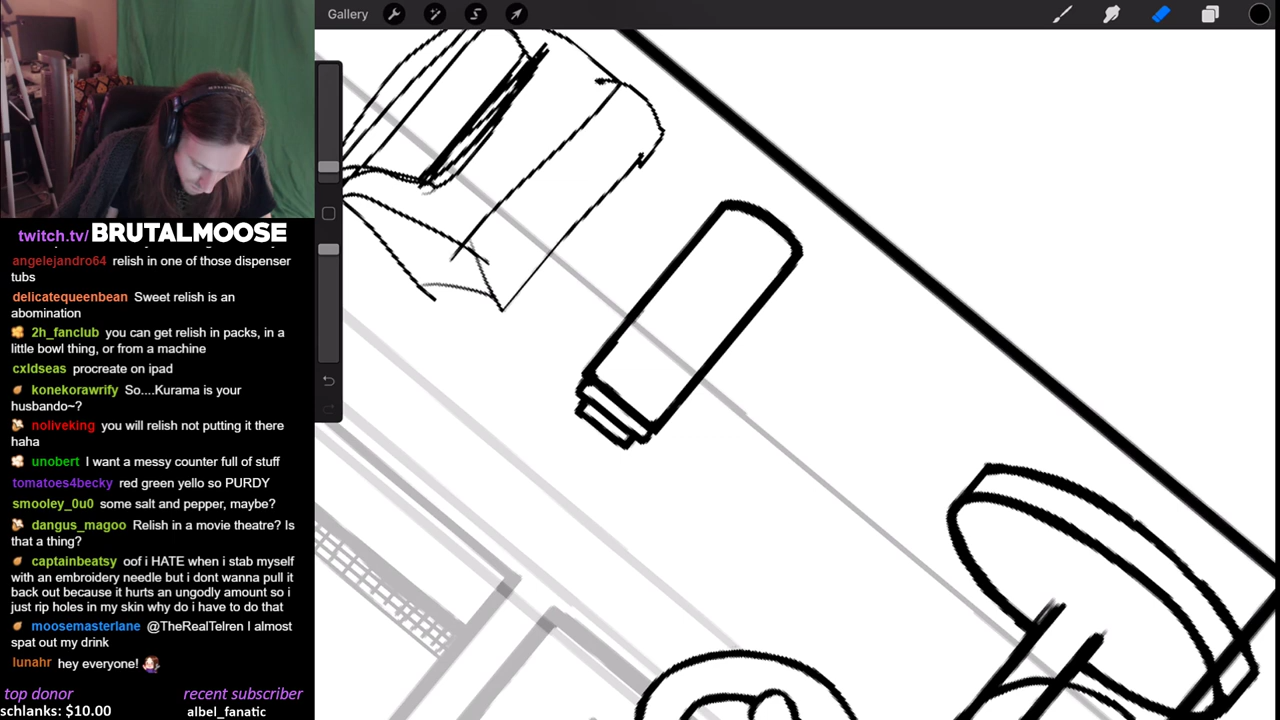 Gallery
twitch.tv/BRUTALMOOSE
angelejandro64 relish in one of those dispenser
tubs
delicatequeenbean Sweet relish is an
abomination
2h_fanclub you can get relish in packs, in a
little bowl thing, or from a machine
cxldseas procreate on ipad
konekorawrify So....Kurama is your
husbando~?
noliveking you will relish not putting it there
haha
unobert I want a messy counter full of stuff
tomatoes4becky red green yello so PURDY
smooley_0u0 some salt and pepper, maybe?
dangus_magoo Relish in a movie theatre? Is
that a thing?
captainbeatsy oof i HATE when i stab myself
with an embroidery needle but i dont wanna pull it
back out because it hurts an ungodly amount so i
just rip holes in my skin why do i have to do that
moosemasterlane @TheRealTelren I almost
spat out my drink
lunahr hey everyone!
top donor recent subscriber
schlanks: $10.00 albel_fanatic